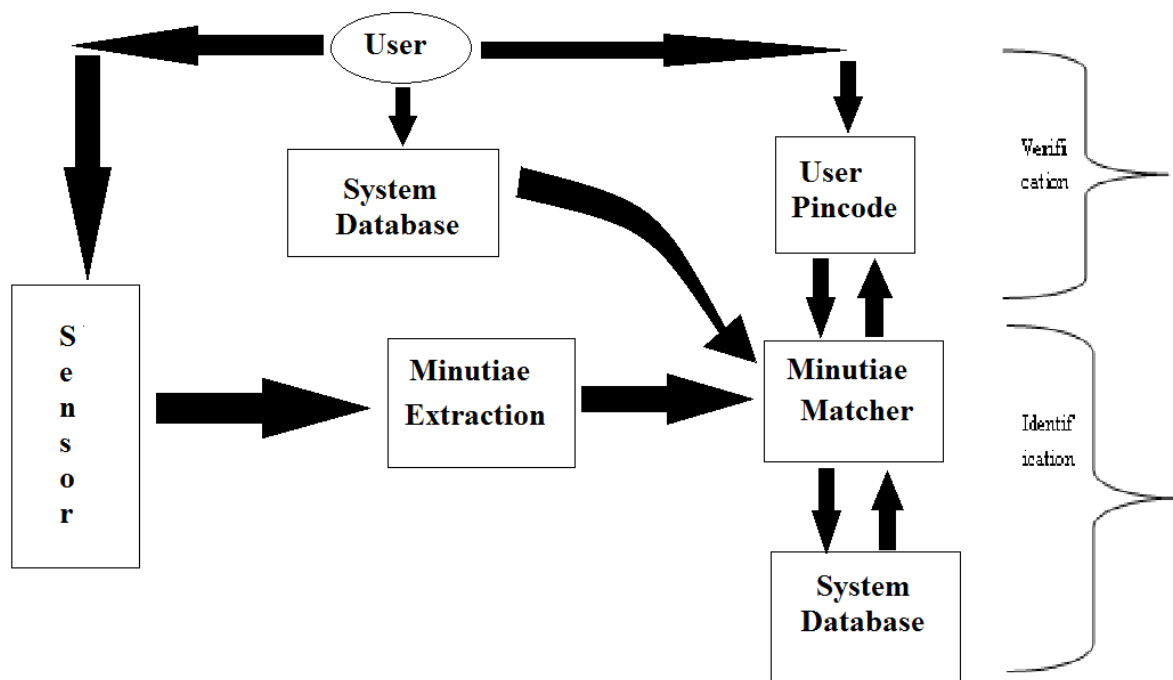 User
System
Database
User
Pincode
Verifi
cation
S
e
n
s
o
r
Minutiae
Extraction
Minutiae
Matcher
Identif
ication
System
Database